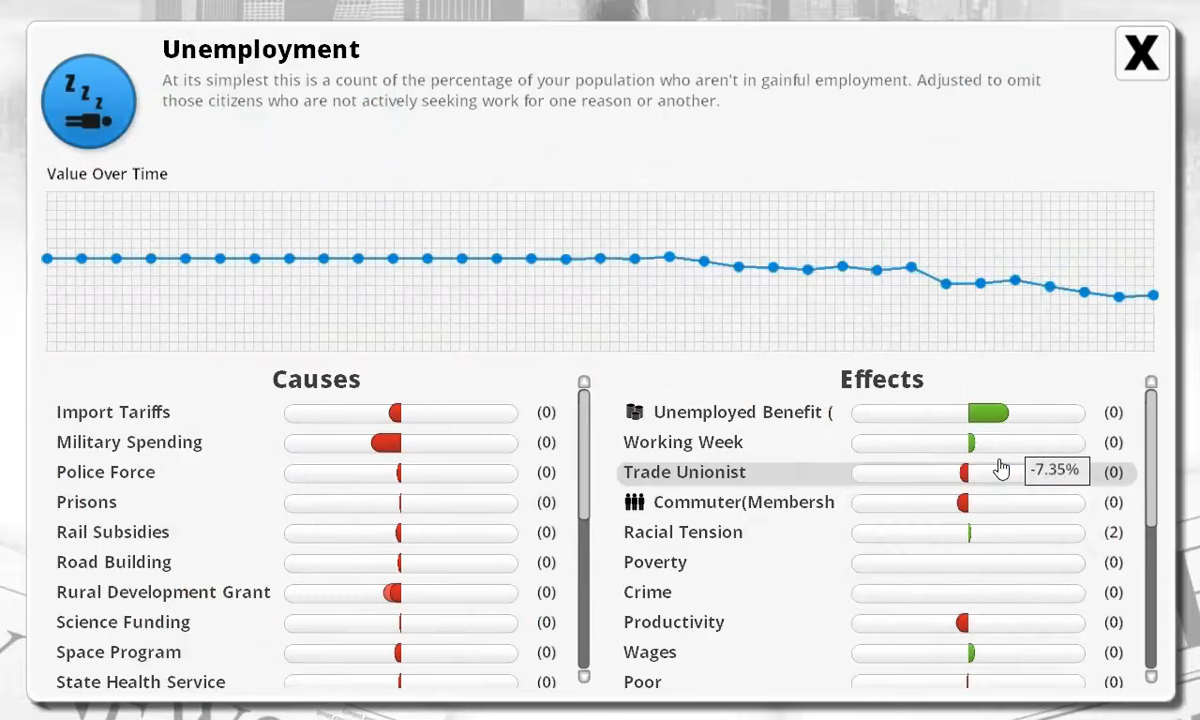 Unemployment
X
At its simplest this is a count of the percentage of your population who aren't in gainful employment. Adjusted to omit
those citizens who are not actively seeking work for one reason or another.
Value Over Time
Causes
Import Tariffs (0)
Military Spending (0)
Police Force (0)
Prisons (0)
Rail Subsidies (0)
Road Building (0)
Rural Development Grant (0)
Science Funding (0)
Space Program (0)
State Health Service (0)
Effects
Unemployed Benefit ( (0)
Working Week (0)
Trade Unionist -7.35% (0)
Commuter(Membersh (0)
Racial Tension (2)
Poverty (0)
Crime (0)
Productivity (0)
Wages (0)
Poor (0)